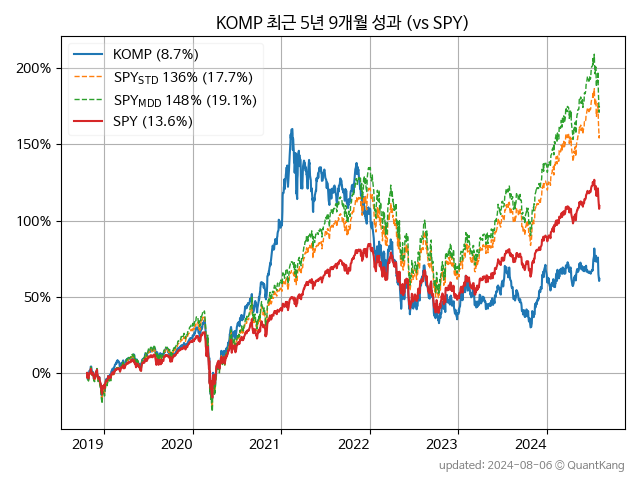 KOMP 최근 5년 9개월 성과 (vs SPY)
KOMP (8.7%)
SPY_STD 136% (17.7%)
SPY_MDD 148% (19.1%)
SPY (13.6%)
200%
150%
100%
50%
0%
2019 2020 2021 2022 2023 2024
updated: 2024-08-06 © QuantKang